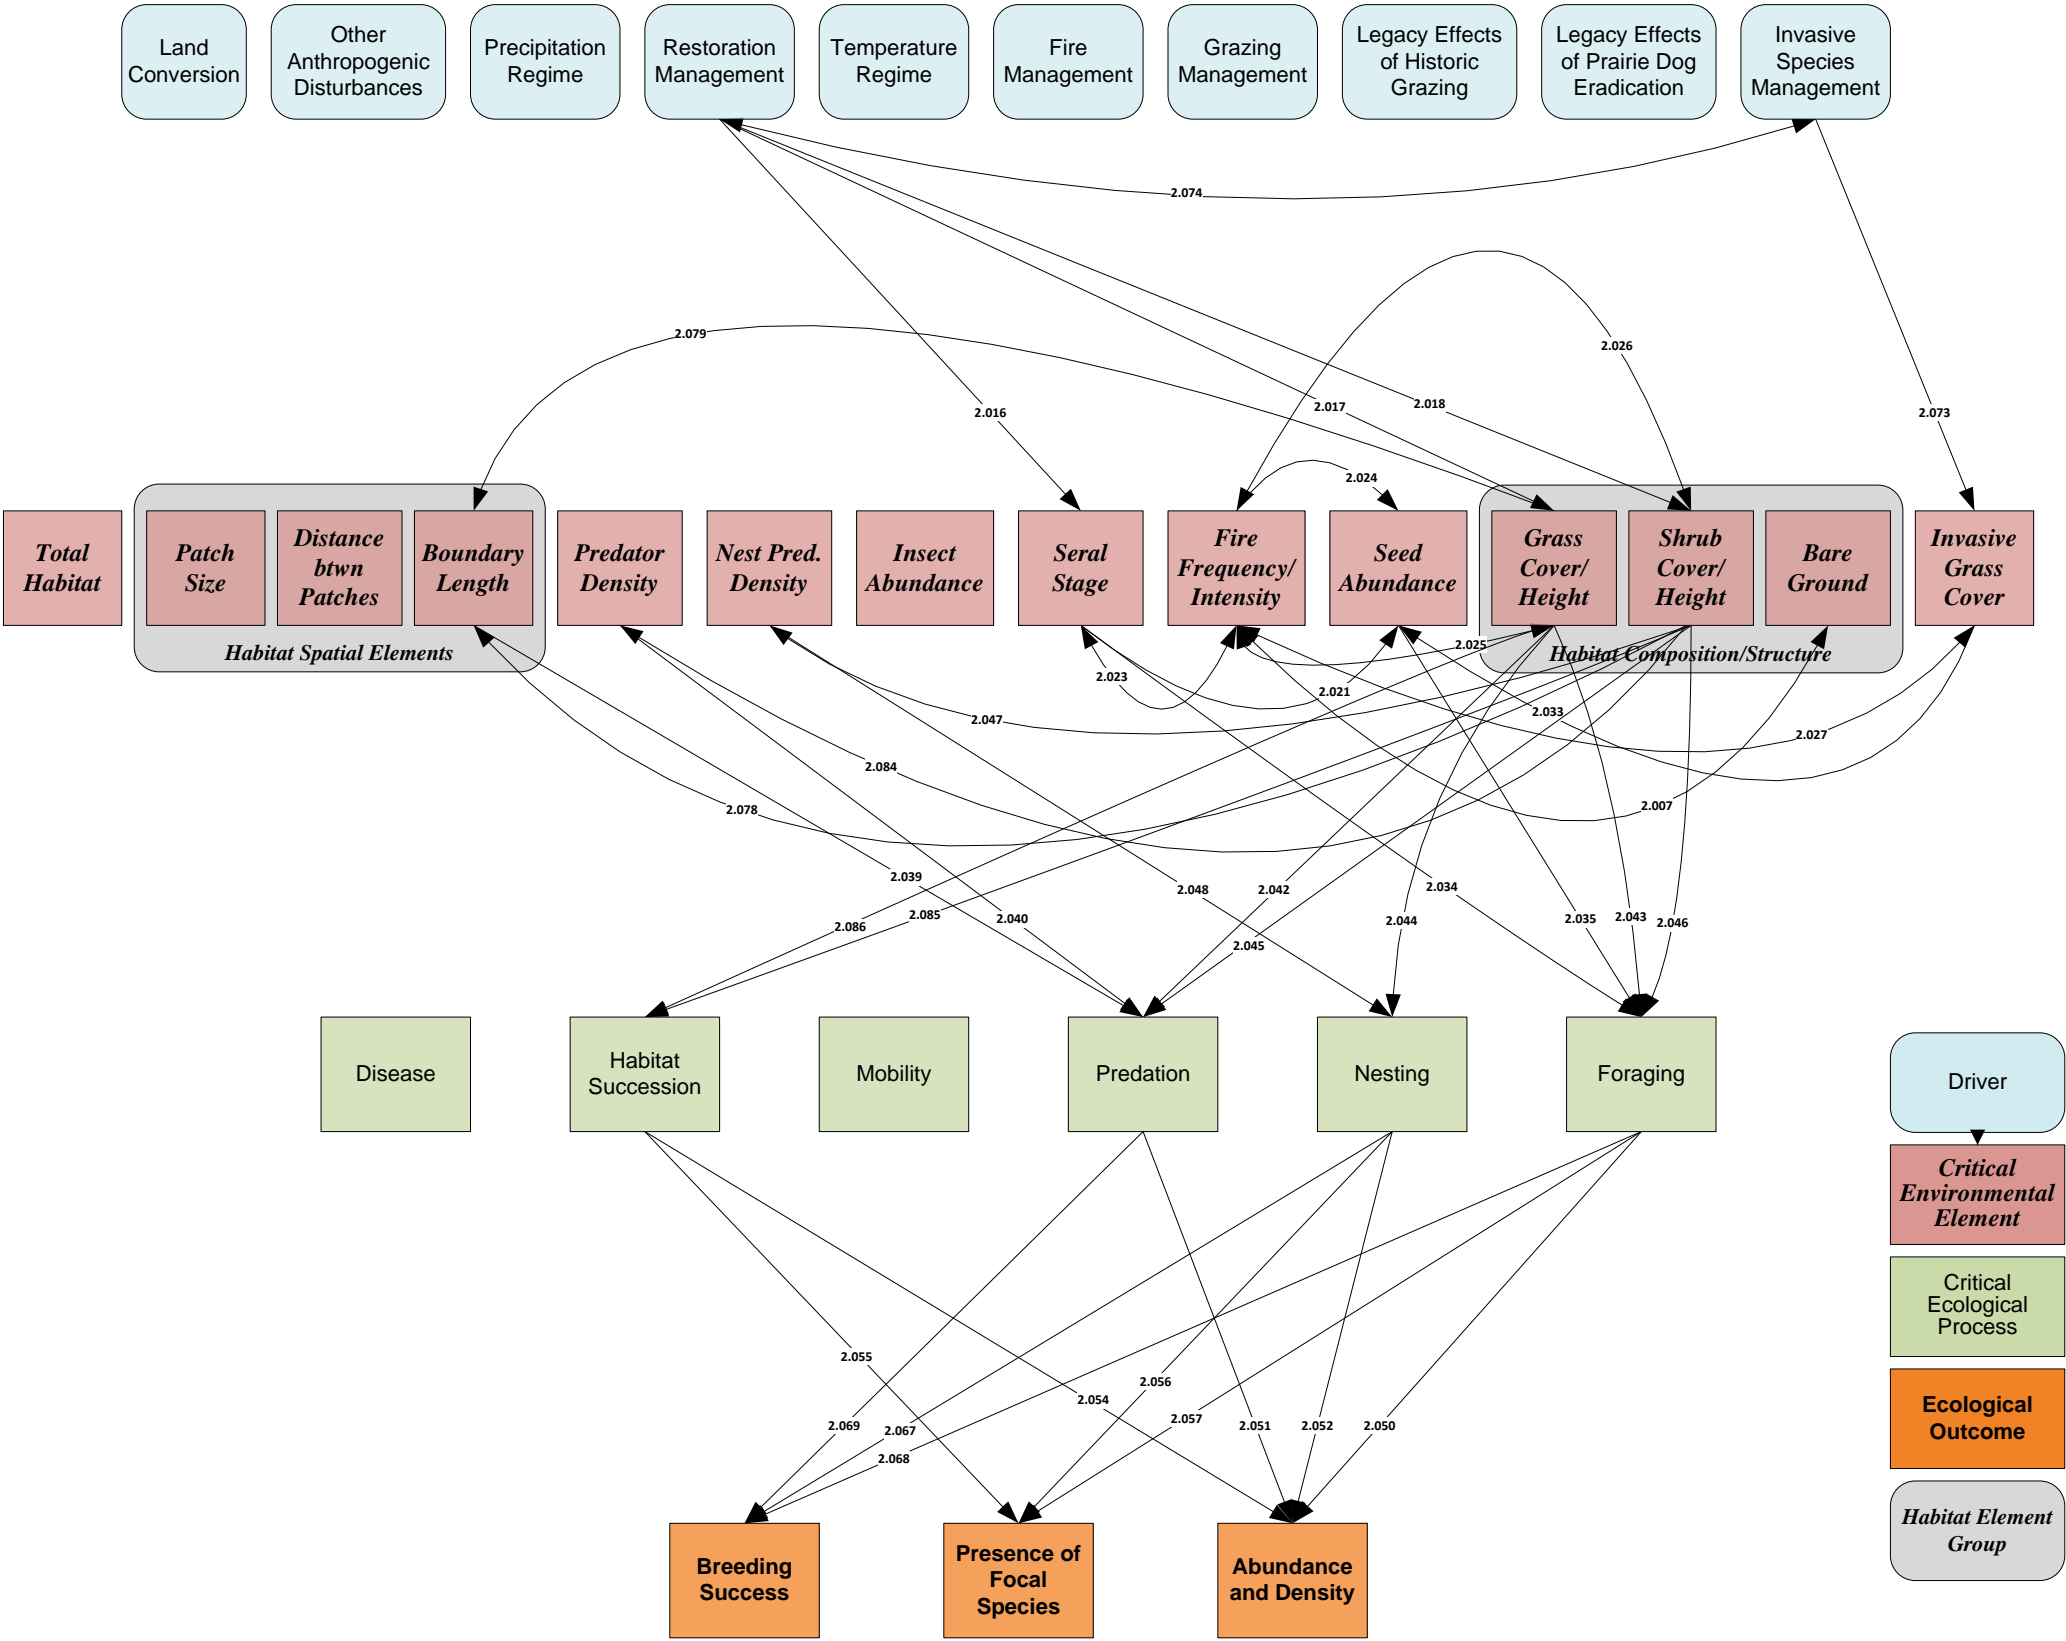 Land
Conversion
Other
Anthropogenic
Disturbances
Precipitation
Regime
Restoration
Management
Temperature
Regime
Fire
Management
Grazing
Management
Legacy Effects
of Historic
Grazing
Legacy Effects
of Prairie Dog
Eradication
Invasive
Species
Management
2.074
2.079
2.026
2.016
2.017
2.018
2.073
2.024
Total
Habitat
Patch
Size
Distance
btwn
Patches
Boundary
Length
Habitat Spatial Elements
Predator
Density
Nest Pred.
Density
Insect
Abundance
Seral
Stage
Fire
Frequency/
Intensity
Seed
Abundance
Grass
Cover/
Height
Shrub
Cover/
Height
Bare
Ground
Habitat Composition/Structure
Invasive
Grass
Cover
2.025
2.023
2.021
2.047
2.033
2.027
2.084
2.078
2.007
2.039
2.048
2.042
2.034
2.086
2.085
2.040
2.045
2.044
2.035
2.043
2.046
Disease
Habitat
Succession
Mobility
Predation
Nesting
Foraging
2.055
2.054
2.056
2.069
2.067
2.068
2.057
2.051
2.052
2.050
Breeding
Success
Presence of
Focal
Species
Abundance
and Density
Driver
Critical
Environmental
Element
Critical
Ecological
Process
Ecological
Outcome
Habitat Element
Group